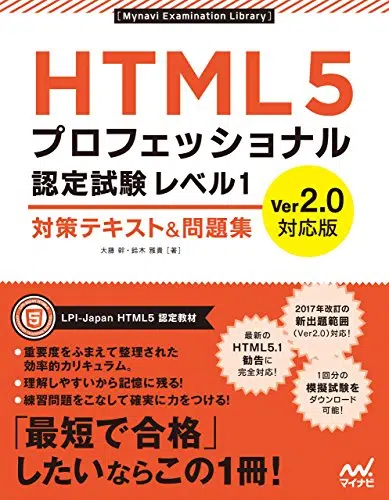 [Mynavi Examination Library]
HTML5
プロフェッショナル
認定試験 レベル1
対策テキスト&問題集
Ver2.0
対応版
大藤 幹・鈴木 雅貴[著]
5
LPI-Japan HTML5 認定教材
2017年改訂の
新出題範囲
(Ver2.0)対応!
最新の
HTML5.1
勧告に
完全対応!
1回分の
模擬試験を
ダウンロード
可能!
●重要度をふまえて整理された
効率的カリキュラム。
●理解しやすいから記憶に残る!
●練習問題をこなして確実に力をつける!
「最短で合格」
したいならこの1冊!
マイナビ